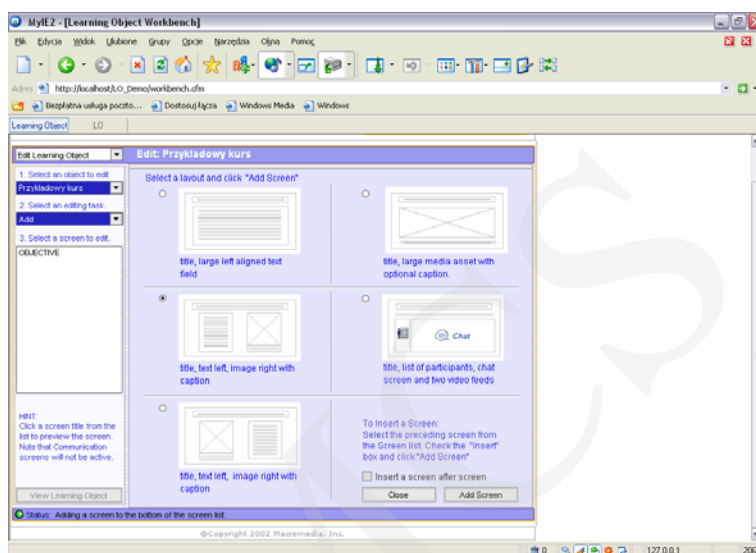 MyIE2 - [Learning Object Workbench]
Plik Edycja Widok Ulubione Grupy Opcje Narzędzia Okna Pomoc
Adres http://localhost/LO_Demo/workbench.cfm
Bezpłatna usługa poczto... Dostosuj łącza Windows Media Windows
Learning Object LO
Edit Learning Object
Edit: Przykladowy kurs
1. Select an object to edit
Przykladowy kurs
2. Select an editing task.
Add
3. Select a screen to edit.
OBJECTIVE
HINT:
Click a screen title from the
list to preview the screen.
Note that Communication
screens will not be active.
View Learning Object
Select a layout and click "Add Screen"
title, large left aligned text
field
title, large media asset with
optional caption.
title, text left, image right with
caption
Chat
title, list of participants, chat
screen and two video feeds
title, text left, image right with
caption
To Insert a Screen:
Select the preceding screen from
the Screen list. Check the "Insert"
box and click "Add Screen"
Insert a screen after screen
Close Add Screen
Status: Adding a screen to the bottom of the screen list.
©Copyright 2002 Macromedia, Inc.
0 127.0.0.1